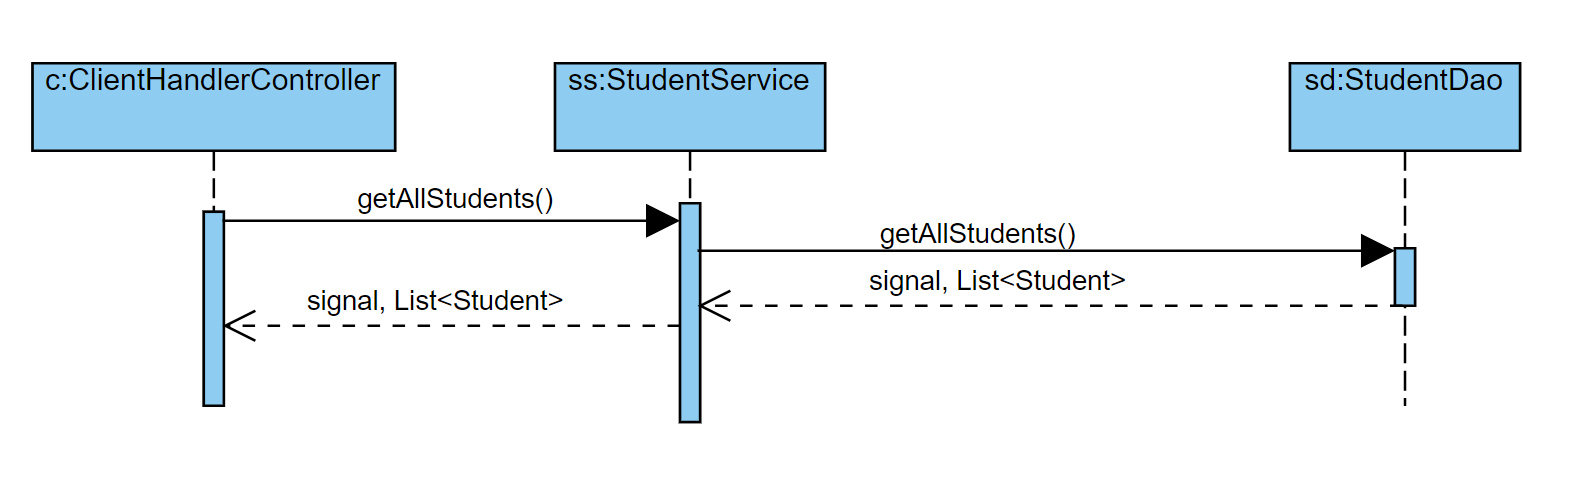 c:ClientHandlerController
ss:StudentService
sd:StudentDao
getAllStudents()
getAllStudents()
signal, List<Student>
signal, List<Student>